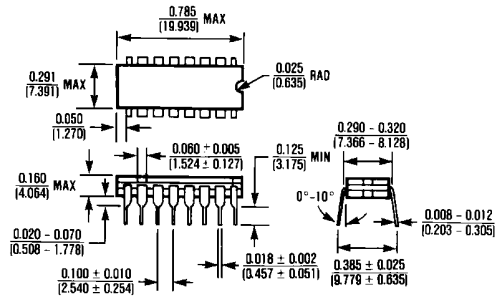 0.785
(19.939) MAX
0.291
(7.391) MAX
0.025
(0.635) RAD
0.050
(1.270)
0.060 ± 0.005
(1.524 ± 0.127)
0.125
(3.175) MIN
0.290 - 0.320
(7.366 - 8.128)
0.160
(4.064) MAX
0°-10°
0.020 - 0.070
(0.508 - 1.778)
0.008 - 0.012
(0.203 - 0.305)
0.100 ± 0.010
(2.540 ± 0.254)
0.018 ± 0.002
(0.457 ± 0.051)
0.385 ± 0.025
(9.779 ± 0.635)